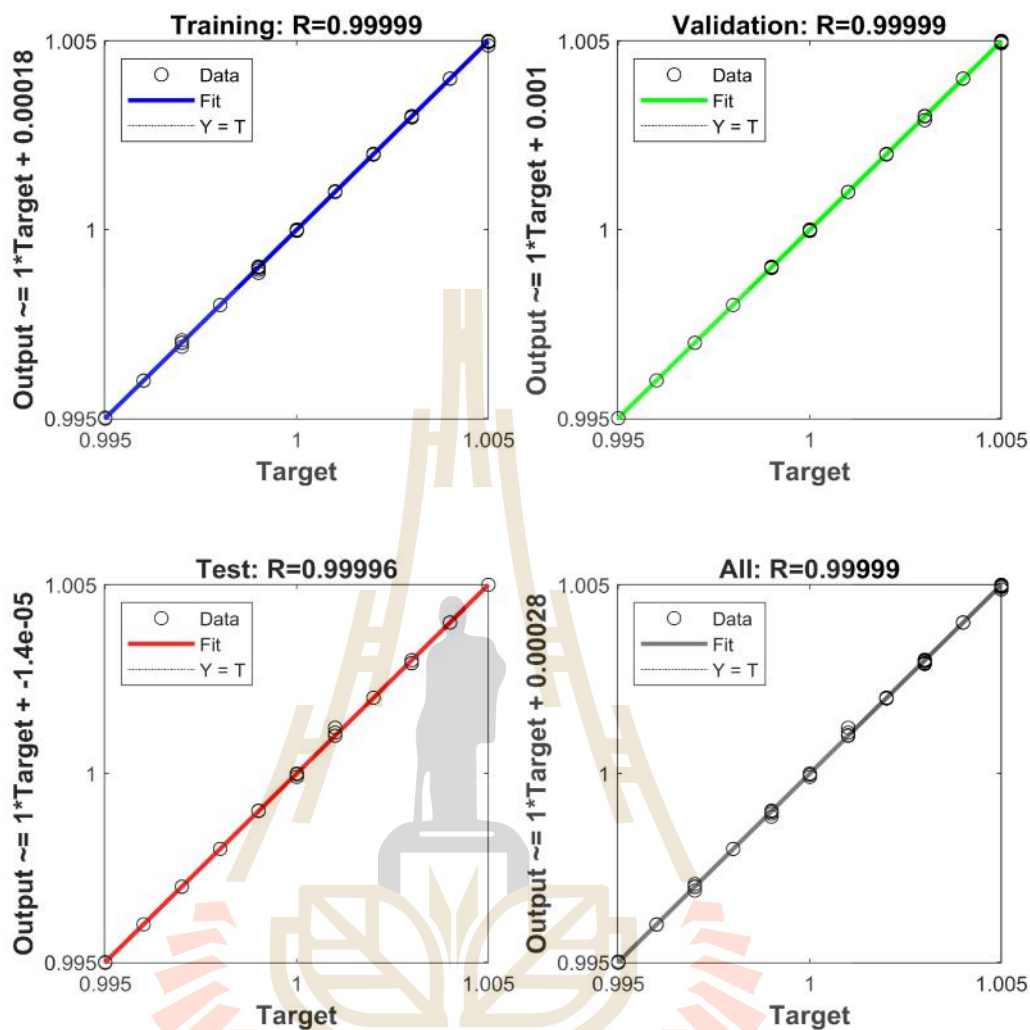 Training: R=0.99999
Output ~= 1*Target + 0.00018
1.005
1
0.995
Data
Fit
Y = T
0.995
1
1.005
Target
Validation: R=0.99999
Output ~= 1*Target + 0.001
1.005
1
0.995
Data
Fit
Y = T
0.995
1
1.005
Target
Test: R=0.99996
Output ~= 1*Target + -1.4e-05
1.005
1
0.995
Data
Fit
Y = T
0.995
1
1.005
Target
All: R=0.99999
Output ~= 1*Target + 0.00028
1.005
1
0.995
Data
Fit
Y = T
0.995
1
1.005
Target